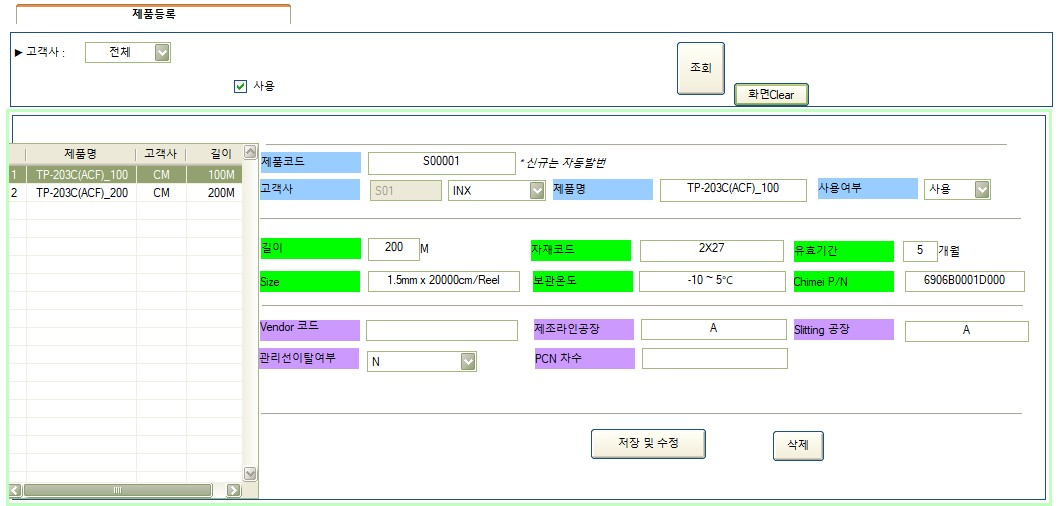 제품등록
▶ 고객사 : 전체
조회
사용
화면Clear
제품명 고객사 길이
1 TP-203C(ACF)_100 CM 100M
2 TP-203C(ACF)_200 CM 200M
제품코드 S00001 * 신규는 자동발번
고객사 S01 INX 제품명 TP-203C(ACF)_100 사용여부 사용
길이 200 M 자재코드 2X27 유효기간 5 개월
Size 1.5mm x 20000cm/Reel 보관온도 -10 ~ 5℃ Chimei P/N 6906B0001D000
Vendor 코드 제조라인공장 A Slitting 공장 A
관리선이탈여부 N PCN 차수
저장 및 수정 삭제